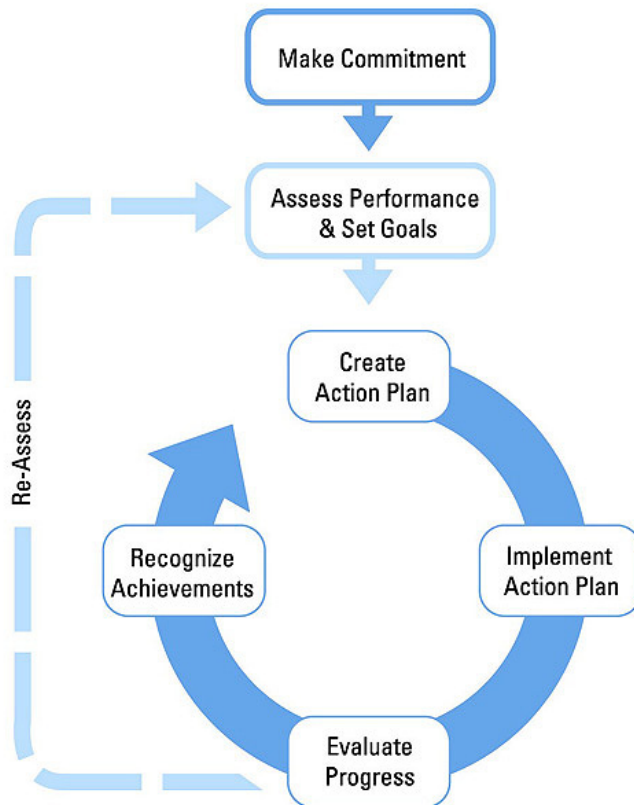 Make Commitment
Assess Performance
& Set Goals
Create
Action Plan
Re-Assess
Recognize
Achievements
Implement
Action Plan
Evaluate
Progress